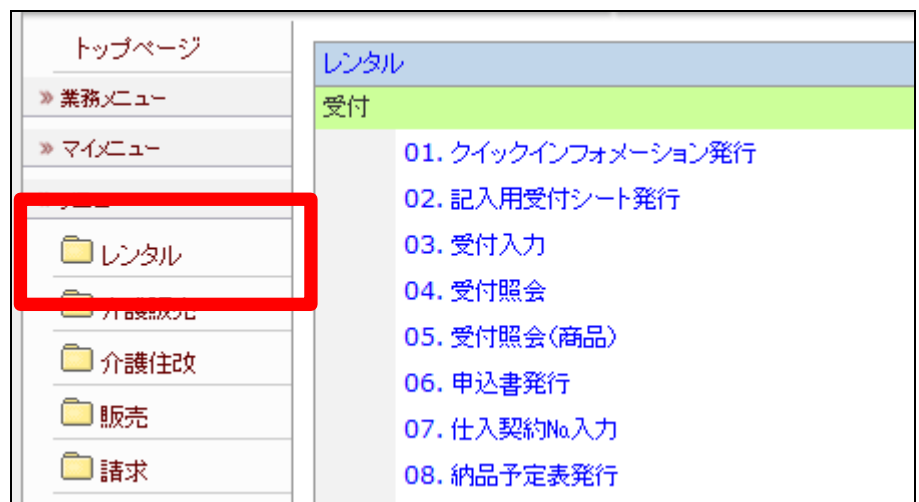 トップページ
» 業務メニュー
» マイメニュー
レンタル
介護住改
販売
請求
レンタル
受付
01. クイックインフォメーション発行
02. 記入用受付シート発行
03. 受付入力
04. 受付照会
05. 受付照会(商品)
06. 申込書発行
07. 仕入契約№入力
08. 納品予定表発行